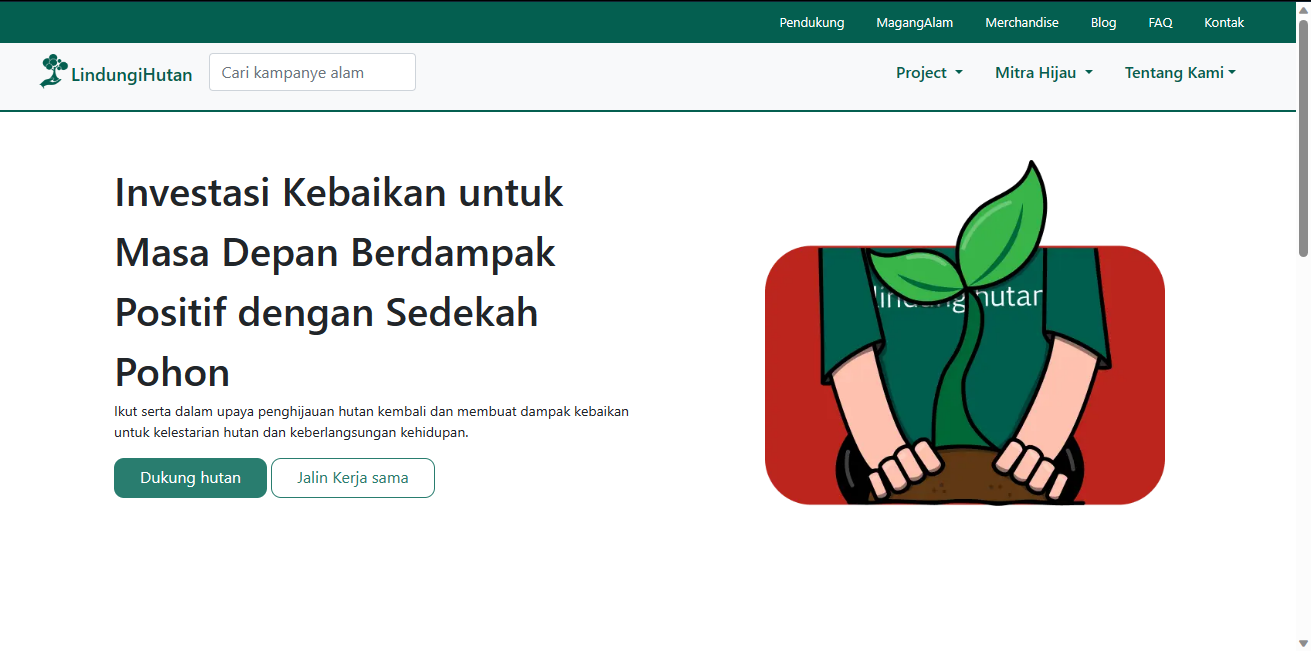 Pendukung MagangAlam Merchandise Blog FAQ Kontak
LindungiHutan Cari kampanye alam Project Mitra Hijau Tentang Kami
Investasi Kebaikan untuk
Masa Depan Berdampak
Positif dengan Sedekah
Pohon
Ikut serta dalam upaya penghijauan hutan kembali dan membuat dampak kebaikan
untuk kelestarian hutan dan keberlangsungan kehidupan.
Dukung hutan Jalin Kerja sama
lindungihutan